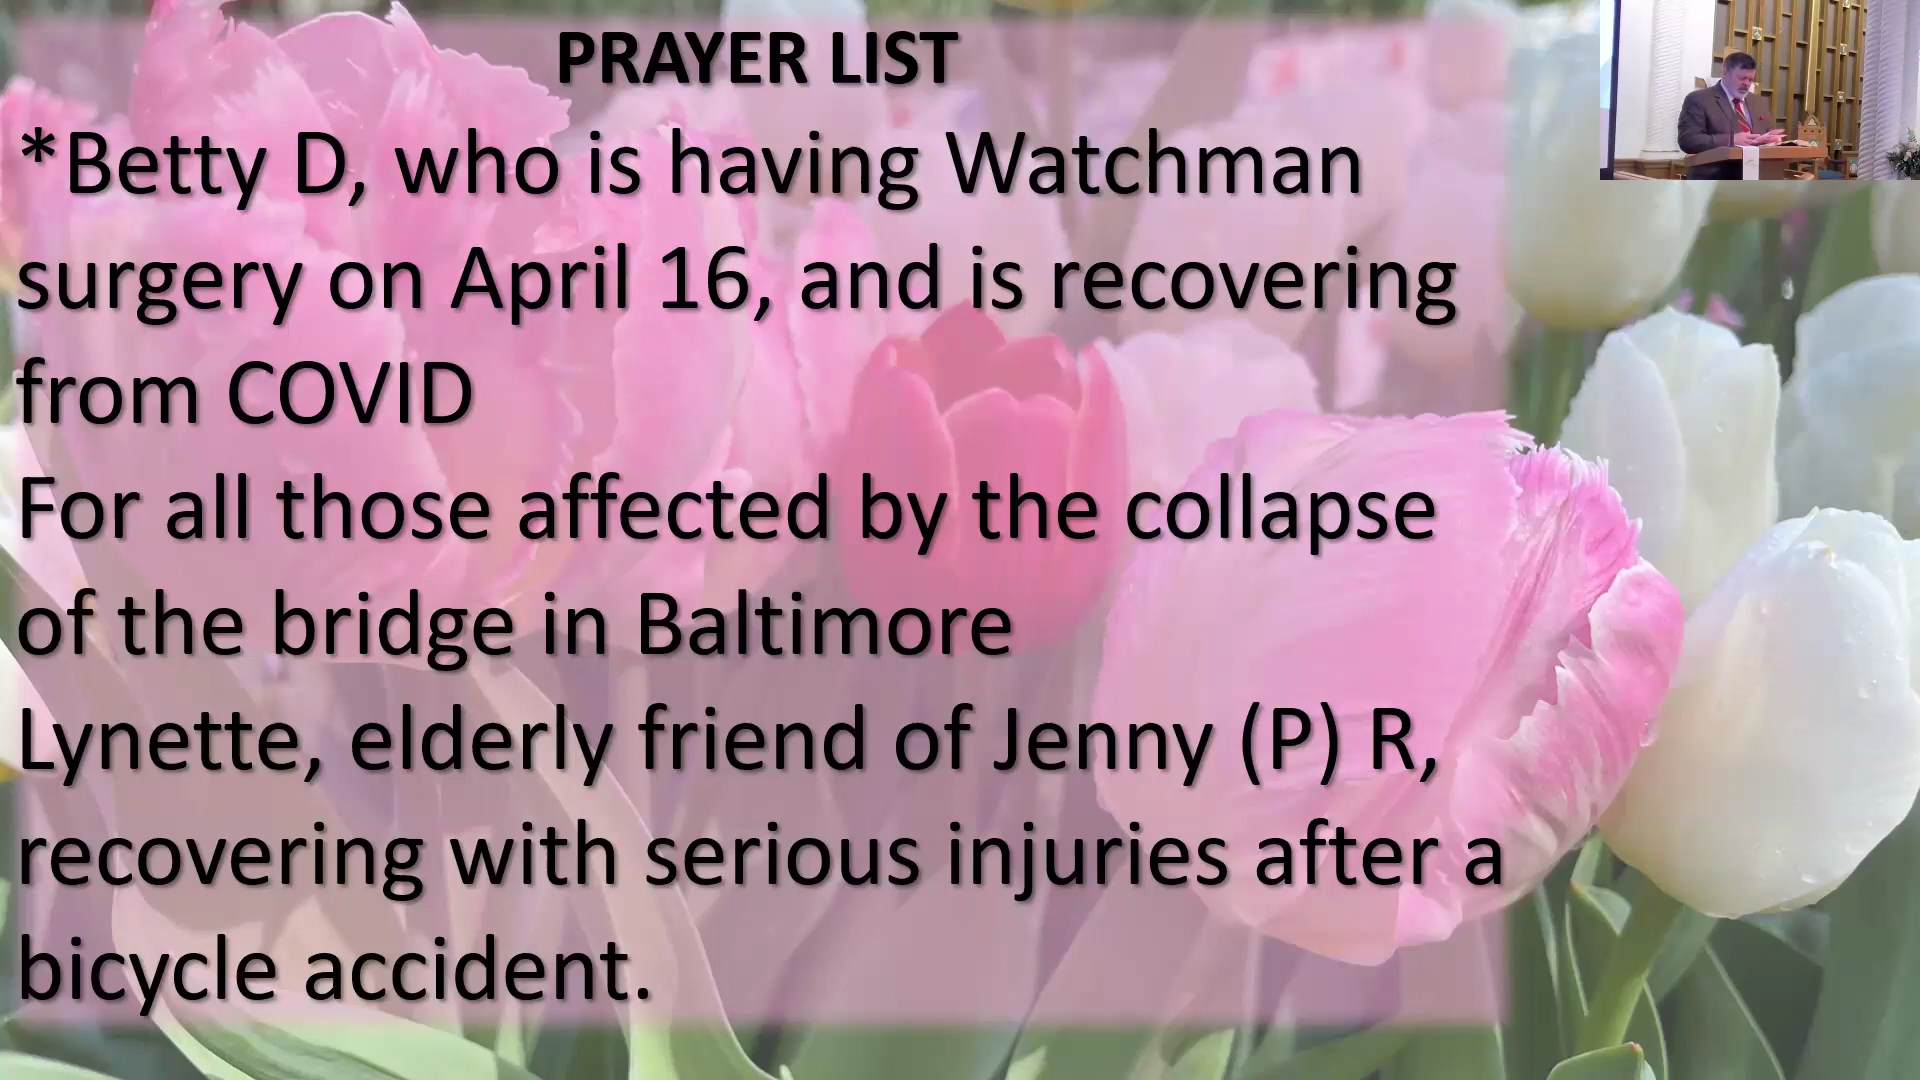 PRAYER LIST
*Betty D, who is having Watchman
surgery on April 16, and is recovering
from COVID
For all those affected by the collapse
of the bridge in Baltimore
Lynette, elderly friend of Jenny (P) R,
recovering with serious injuries after a
bicycle accident.